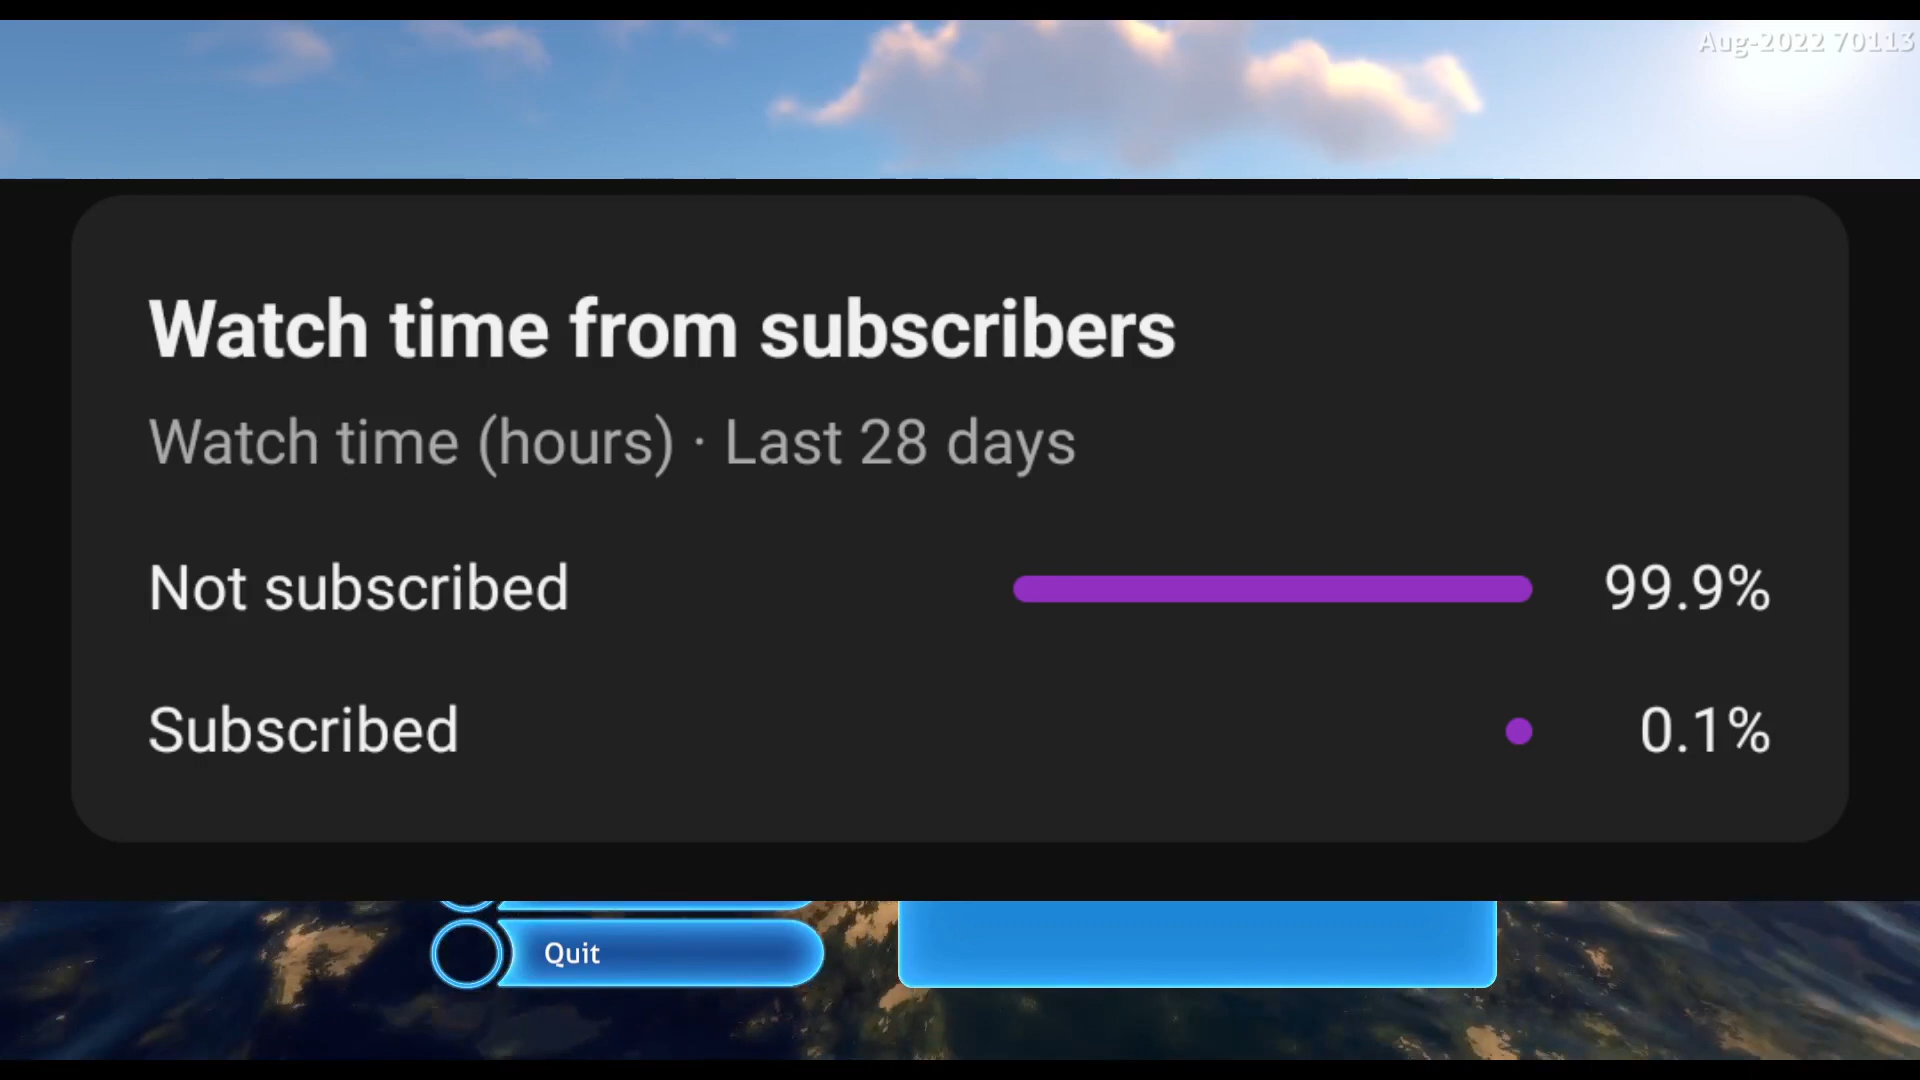 Aug-2022 70113
Watch time from subscribers
Watch time (hours) · Last 28 days
Not subscribed 99.9%
Subscribed 0.1%
Quit